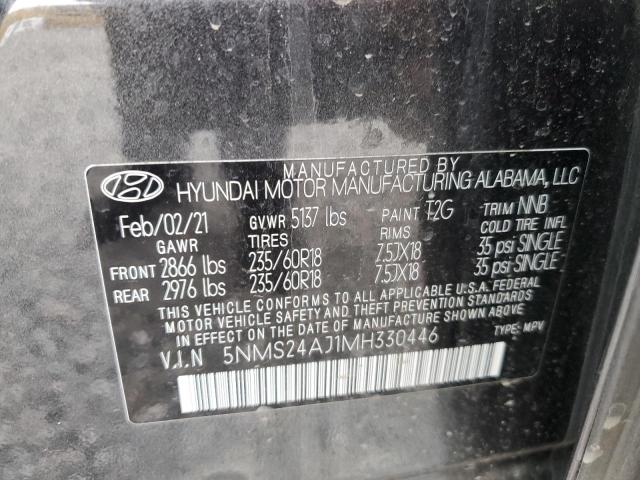 MANUFACTURED BY
HYUNDAI MOTOR MANUFACTURING ALABAMA, LLC
Feb/02/21 GVWR 5137 lbs PAINT T2G TRIM NNB
GAWR TIRES RIMS COLD TIRE INFL
FRONT 2866 lbs 235/60R18 7.5JX18 35 psi SINGLE
REAR 2976 lbs 235/60R18 7.5JX18 35 psi SINGLE
THIS VEHICLE CONFORMS TO ALL APPLICABLE U.S.A. FEDERAL
MOTOR VEHICLE SAFETY AND THEFT PREVENTION STANDARDS
IN EFFECT ON THE DATE OF MANUFACTURE SHOWN ABOVE.
V.I.N 5NMS24AJ1MH330446 TYPE: MPV